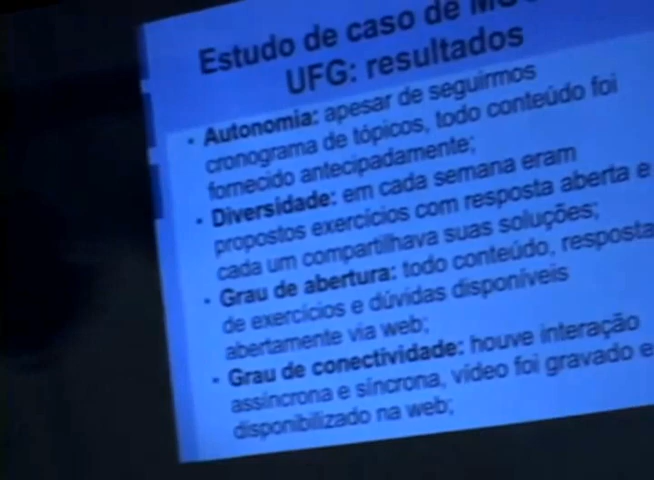 Estudo de caso de
UFG: resultados
• Autonomia: apesar de seguirmos
cronograma de tópicos, todo conteúdo foi
fornecido antecipadamente;
• Diversidade: em cada semana eram
propostos exercícios com resposta aberta e
cada um compartilhava suas soluções;
• Grau de abertura: todo conteúdo, resposta
de exercícios e dúvidas disponíveis
abertamente via web;
• Grau de conectividade: houve interação
assíncrona e síncrona, vídeo foi gravado e
disponibilizado na web;